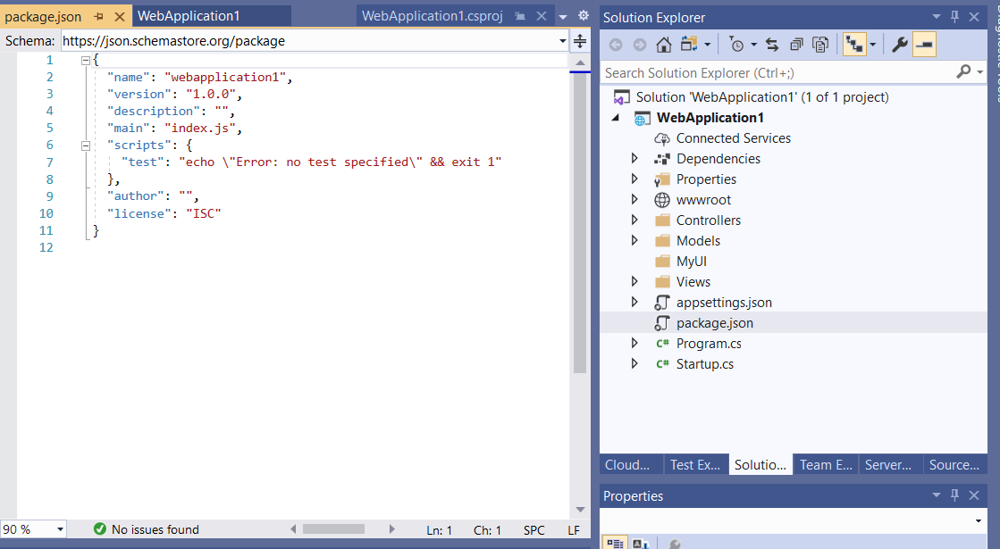 package.json
WebApplication1
WebApplication1.csproj
Schema: https://json.schemastore.org/package
1 {
2 "name": "webapplication1",
3 "version": "1.0.0",
4 "description": "",
5 "main": "index.js",
6 "scripts": {
7 "test": "echo \"Error: no test specified\" && exit 1"
8 },
9 "author": "",
10 "license": "ISC"
11 }
12
90 %
No issues found
Ln: 1 Ch: 1 SPC LF
Solution Explorer
Search Solution Explorer (Ctrl+;)
Solution 'WebApplication1' (1 of 1 project)
WebApplication1
Connected Services
Dependencies
Properties
wwwroot
Controllers
Models
MyUI
Views
appsettings.json
package.json
C# Program.cs
C# Startup.cs
Cloud... Test Ex... Solutio... Team E... Server... Source...
Properties